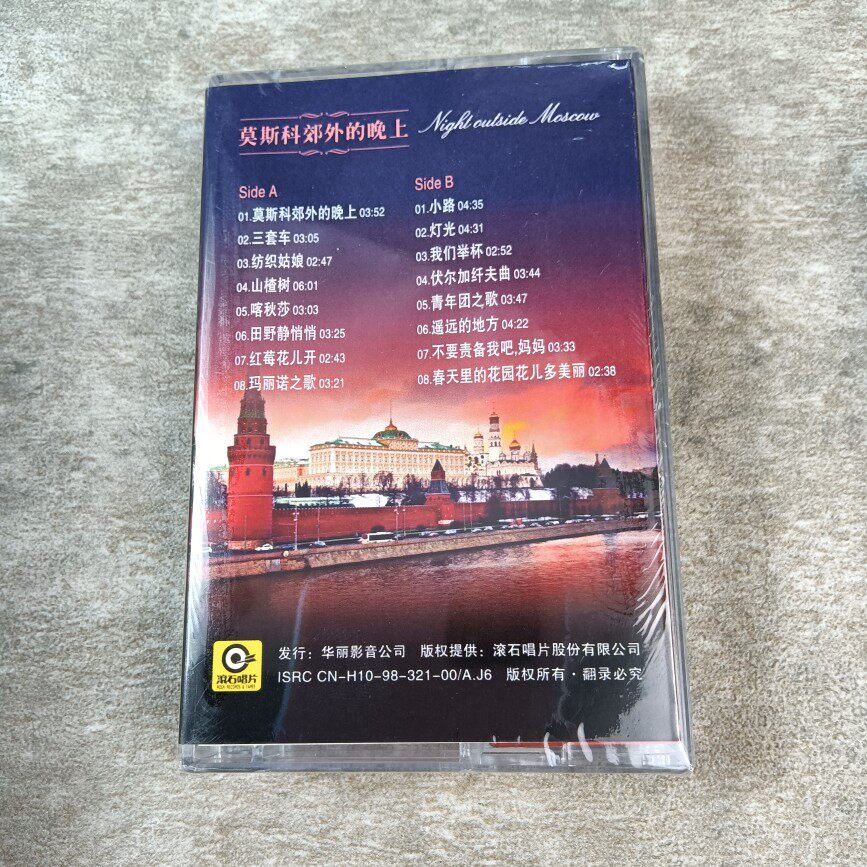 莫斯科郊外的晚上 Night outside Moscow
Side A
01.莫斯科郊外的晚上 03:52
02.三套车 03:05
03.纺织姑娘 02:47
04.山楂树 06:01
05.喀秋莎 03:03
06.田野静悄悄 03:25
07.红莓花儿开 02:43
08.玛丽诺之歌 03:21
Side B
01.小路 04:35
02.灯光 04:31
03.我们举杯 02:52
04.伏尔加纤夫曲 03:44
05.青年团之歌 03:47
06.遥远的地方 04:22
07.不要责备我吧,妈妈 03:33
08.春天里的花园花儿多美丽 02:38
滚石唱片
ROCK RECORDS & TAPES
发行：华丽影音公司 版权提供：滚石唱片股份有限公司
ISRC CN-H10-98-321-00/A.J6 版权所有·翻录必究